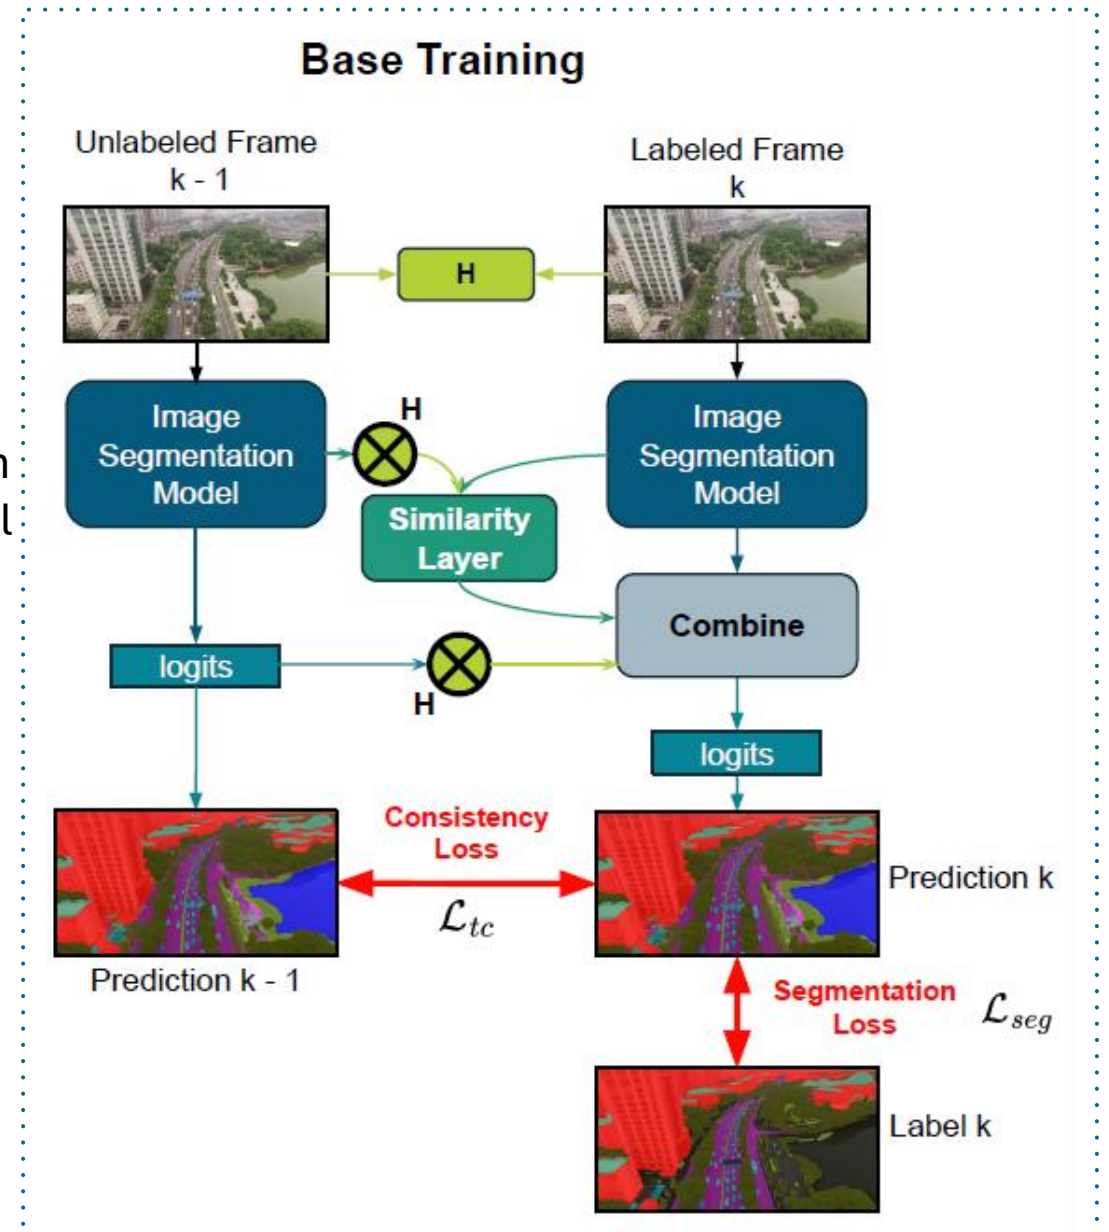 Base Training
Unlabeled Frame
k - 1
Labeled Frame
k
H
Image
Segmentation
Model
H
Image
Segmentation
Model
Similarity
Layer
Combine
logits
H
logits
Consistency
Loss
ℒtc
Prediction k
Prediction k - 1
Segmentation
Loss
ℒseg
Label k